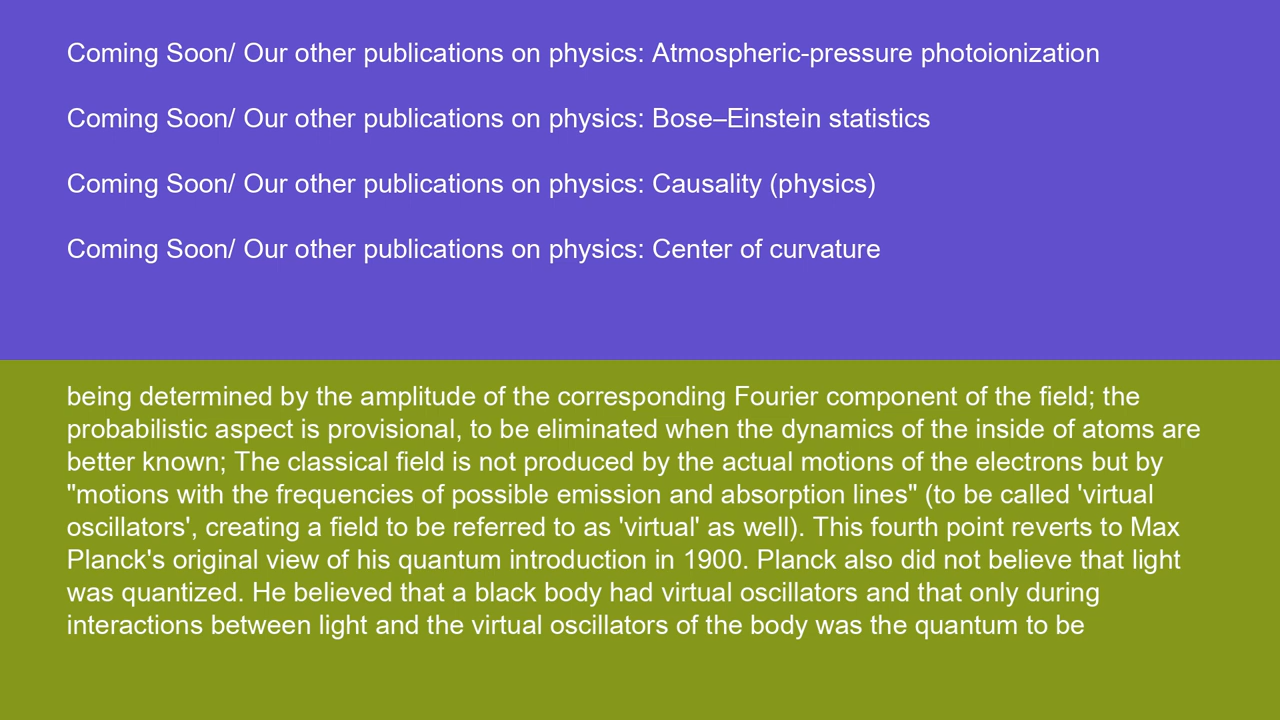 Coming Soon/ Our other publications on physics: Atmospheric-pressure photoionization
Coming Soon/ Our other publications on physics: Bose–Einstein statistics
Coming Soon/ Our other publications on physics: Causality (physics)
Coming Soon/ Our other publications on physics: Center of curvature
being determined by the amplitude of the corresponding Fourier component of the field; the
probabilistic aspect is provisional, to be eliminated when the dynamics of the inside of atoms are
better known; The classical field is not produced by the actual motions of the electrons but by
"motions with the frequencies of possible emission and absorption lines" (to be called 'virtual
oscillators', creating a field to be referred to as 'virtual' as well). This fourth point reverts to Max
Planck's original view of his quantum introduction in 1900. Planck also did not believe that light
was quantized. He believed that a black body had virtual oscillators and that only during
interactions between light and the virtual oscillators of the body was the quantum to be